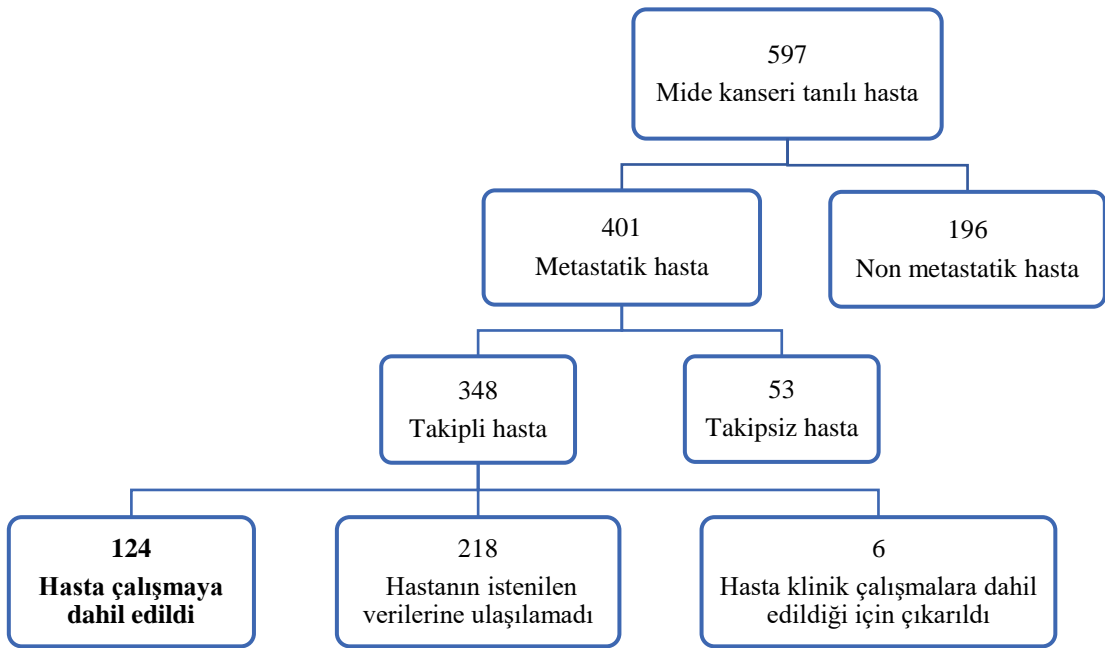 597
Mide kanseri tanılı hasta
401
Metastatik hasta
196
Non metastatik hasta
348
Takipli hasta
53
Takipsiz hasta
124
Hasta çalışmaya
dahil edildi
218
Hastanın istenilen
verilerine ulaşılamadı
6
Hasta klinik çalışmalara dahil
edildiği için çıkarıldı